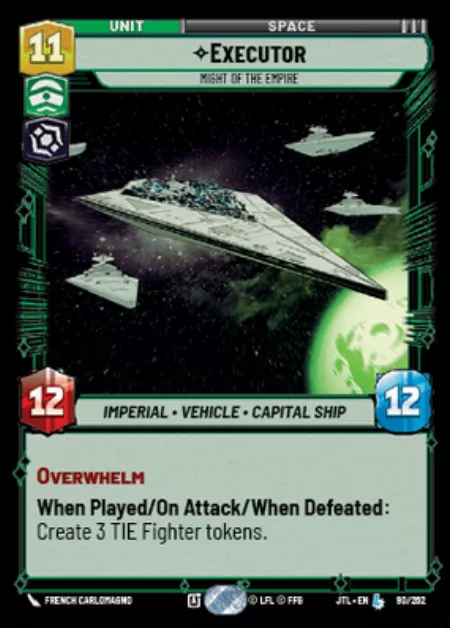 UNIT SPACE
11
EXECUTOR
MIGHT OF THE EMPIRE
12 IMPERIAL • VEHICLE • CAPITAL SHIP 12
OVERWHELM
When Played/On Attack/When Defeated:
Create 3 TIE Fighter tokens.
FRENCH CARLOMAGNO © LFL © FFG JTL • EN 90/262